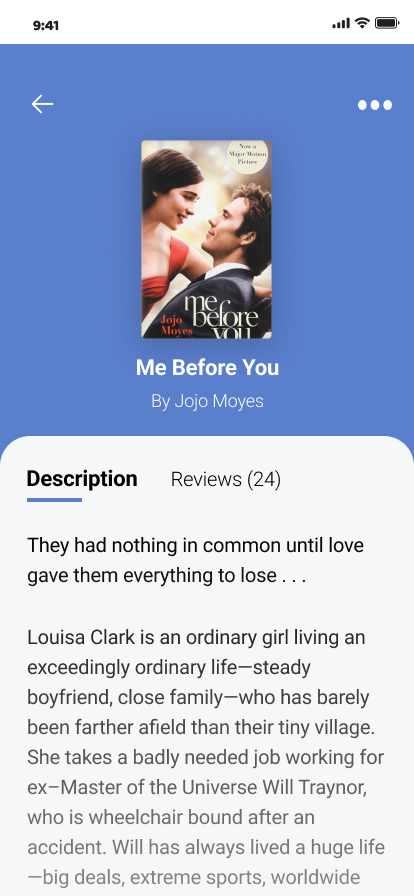 9:41
Now a
Major Motion
Picture
me
before
you
Jojo
Moyes
Me Before You
By Jojo Moyes
Description
Reviews (24)
They had nothing in common until love
gave them everything to lose . . .
Louisa Clark is an ordinary girl living an
exceedingly ordinary life—steady
boyfriend, close family—who has barely
been farther afield than their tiny village.
She takes a badly needed job working for
ex–Master of the Universe Will Traynor,
who is wheelchair bound after an
accident. Will has always lived a huge life
—big deals, extreme sports, worldwide